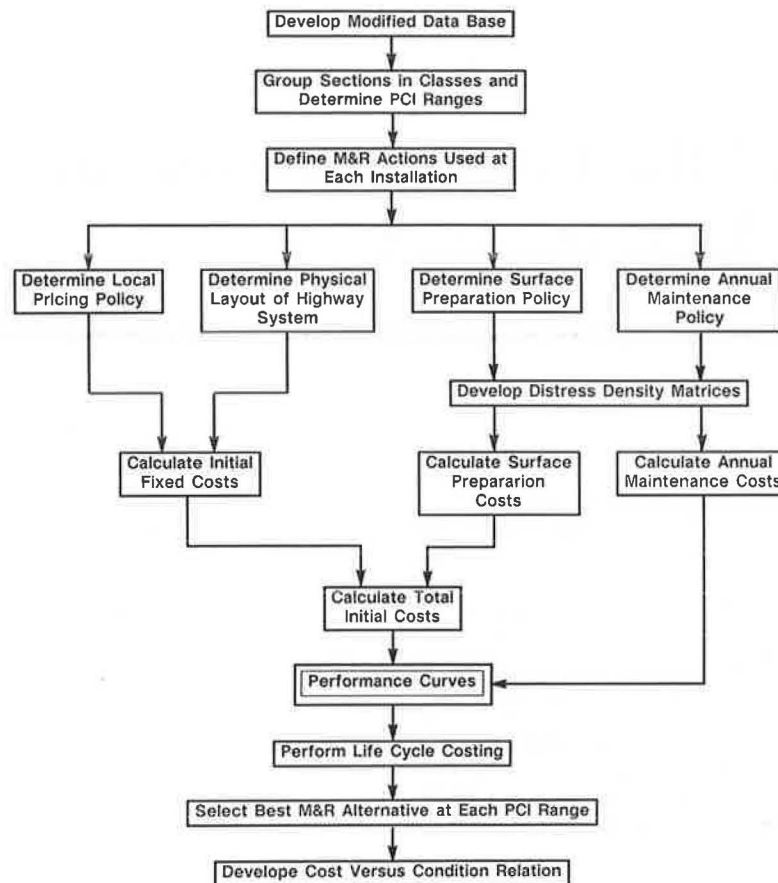 Develop Modified Data Base
Group Sections in Classes and
Determine PCI Ranges
Define M&R Actions Used at
Each Installation
Determine Local
Pricing Policy
Determine Physical
Layout of Highway
System
Determine Surface
Preparation Policy
Determine Annual
Maintenance
Policy
Develop Distress Density Matrices
Calculate Initial
Fixed Costs
Calculate Surface
Prepararion
Costs
Calculate Annual
Maintenance Costs
Calculate Total
Initial Costs
Performance Curves
Perform Life Cycle Costing
Select Best M&R Alternative at Each PCI Range
Develope Cost Versus Condition Relation